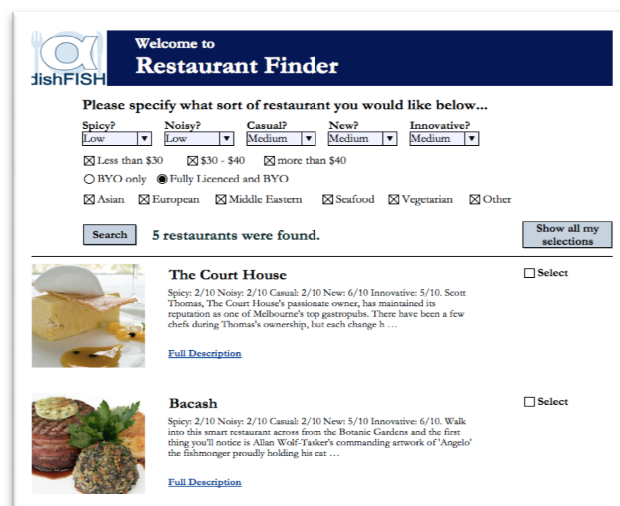 dishFISH
Welcome to
Restaurant Finder
Please specify what sort of restaurant you would like below...
Spicy? Noisy? Casual? New? Innovative?
Low Low Medium Medium Medium
Less than $30 $30 - $40 more than $40
BYO only Fully Licenced and BYO
Asian European Middle Eastern Seafood Vegetarian Other
Search 5 restaurants were found. Show all my
selections
The Court House Select
Spicy: 2/10 Noisy: 2/10 Casual: 2/10 New: 6/10 Innovative: 5/10. Scott
Thomas, The Court House's passionate owner, has maintained its
reputation as one of Melbourne's top gastropubs. There have been a few
chefs during Thomas's ownership, but each change h …
Full Description
Bacash Select
Spicy: 2/10 Noisy: 2/10 Casual: 2/10 New: 5/10 Innovative: 6/10. Walk
into this smart restaurant across from the Botanic Gardens and the first
thing you'll notice is Allan Wolf-Tasker's commanding artwork of 'Angelo'
the fishmonger proudly holding his cat …
Full Description